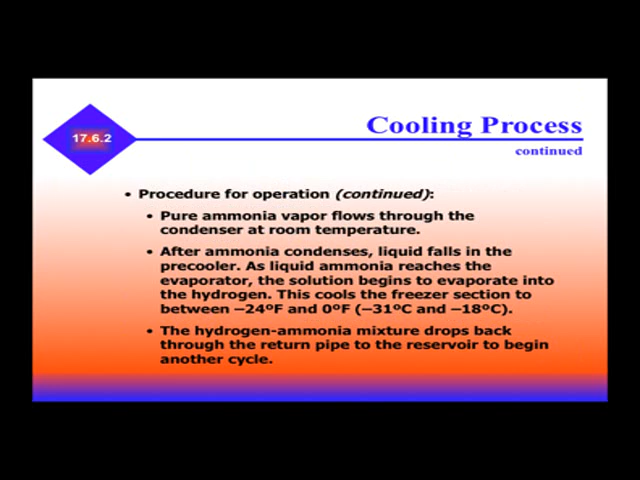 17.6.2
Cooling Process
continued
• Procedure for operation (continued):
• Pure ammonia vapor flows through the
condenser at room temperature.
• After ammonia condenses, liquid falls in the
precooler. As liquid ammonia reaches the
evaporator, the solution begins to evaporate into
the hydrogen. This cools the freezer section to
between –24ºF and 0ºF (–31ºC and –18ºC).
• The hydrogen-ammonia mixture drops back
through the return pipe to the reservoir to begin
another cycle.